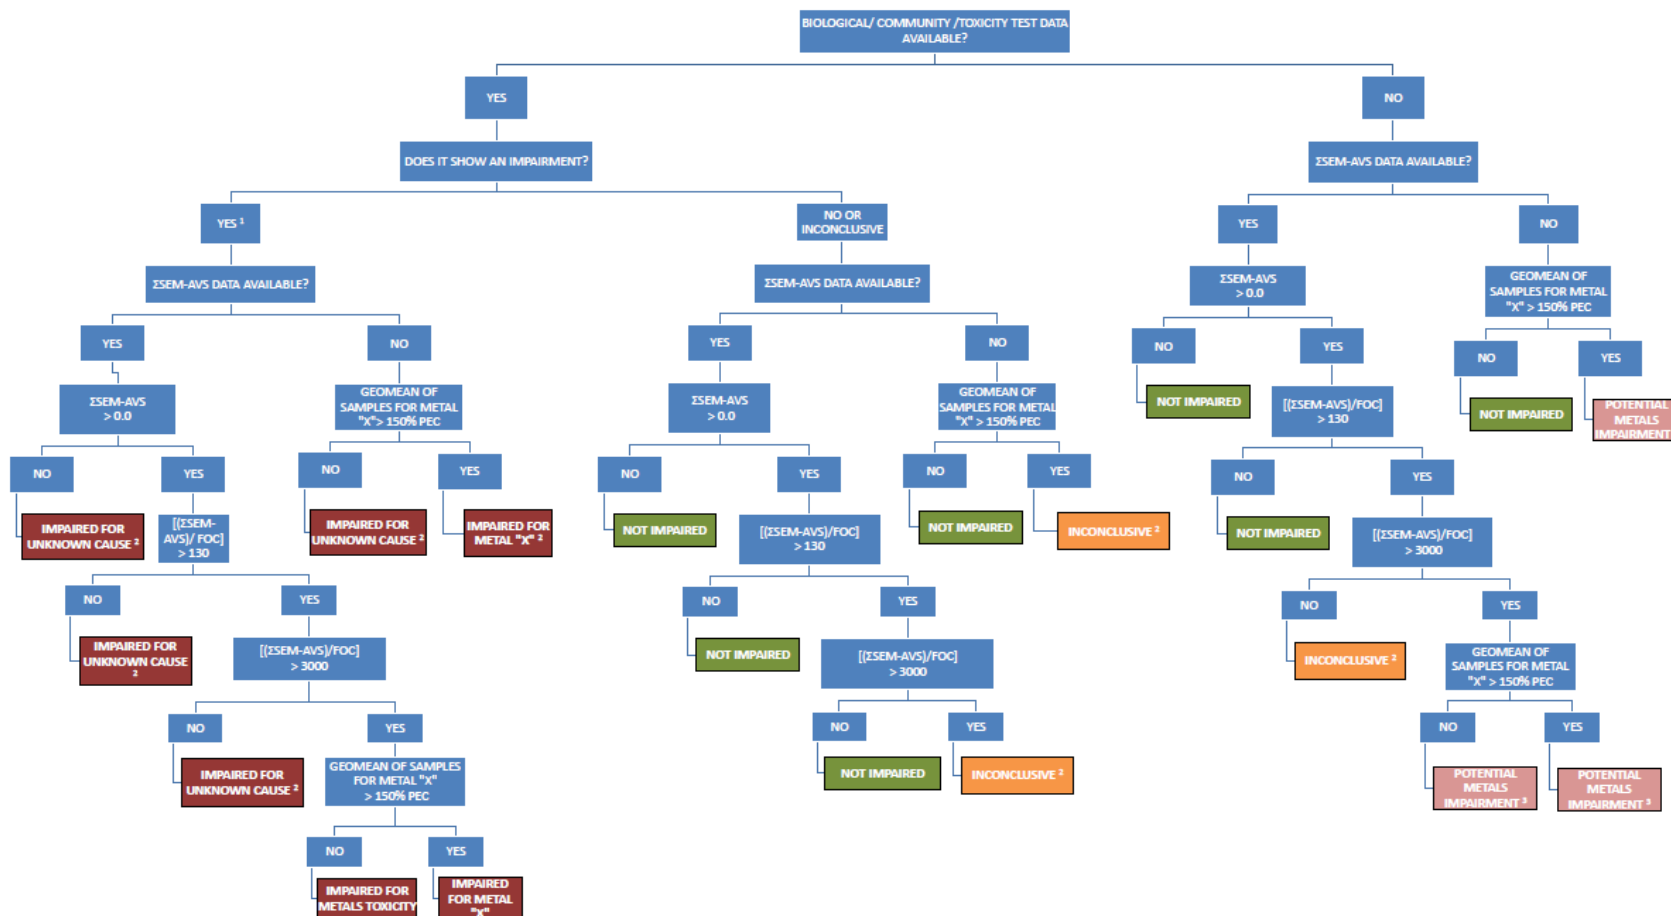 BIOLOGICAL/ COMMUNITY /TOXICITY TEST DATA
AVAILABLE?
YES
NO
DOES IT SHOW AN IMPAIRMENT?
ΣSEM-AVS DATA AVAILABLE?
YES ¹
NO OR
INCONCLUSIVE
YES
NO
ΣSEM-AVS DATA AVAILABLE?
ΣSEM-AVS DATA AVAILABLE?
ΣSEM-AVS
> 0.0
GEOMEAN OF
SAMPLES FOR METAL
"X" > 150% PEC
YES
NO
YES
NO
NO
YES
NO
YES
ΣSEM-AVS
> 0.0
GEOMEAN OF
SAMPLES FOR METAL
"X"> 150% PEC
ΣSEM-AVS
> 0.0
GEOMEAN OF
SAMPLES FOR METAL
"X"> 150% PEC
NOT IMPAIRED
[(ΣSEM-AVS)/FOC]
> 130
NOT IMPAIRED
POTENTIAL
METALS
IMPAIRMENT
NO
YES
NO
YES
NO
YES
NO
YES
NO
YES
IMPAIRED FOR
UNKNOWN CAUSE ²
[(ΣSEM-
AVS)/ FOC]
> 130
IMPAIRED FOR
UNKNOWN CAUSE ²
IMPAIRED FOR
METAL "X" ²
NOT IMPAIRED
[(ΣSEM-AVS)/FOC]
> 130
NOT IMPAIRED
INCONCLUSIVE ²
NOT IMPAIRED
[(ΣSEM-AVS)/FOC]
> 3000
NO
YES
NO
YES
NO
YES
IMPAIRED FOR
UNKNOWN CAUSE
²
[(ΣSEM-AVS)/FOC]
> 3000
NOT IMPAIRED
[(ΣSEM-AVS)/FOC]
> 3000
INCONCLUSIVE ²
GEOMEAN OF
SAMPLES FOR METAL
"X" > 150% PEC
NO
YES
NO
YES
NO
YES
IMPAIRED FOR
UNKNOWN CAUSE ²
GEOMEAN OF SAMPLES
FOR METAL "X"
> 150% PEC
NOT IMPAIRED
INCONCLUSIVE ²
POTENTIAL
METALS
IMPAIRMENT ³
POTENTIAL
METALS
IMPAIRMENT ³
NO
YES
IMPAIRED FOR
METALS TOXICITY
IMPAIRED
FOR METAL
"X"